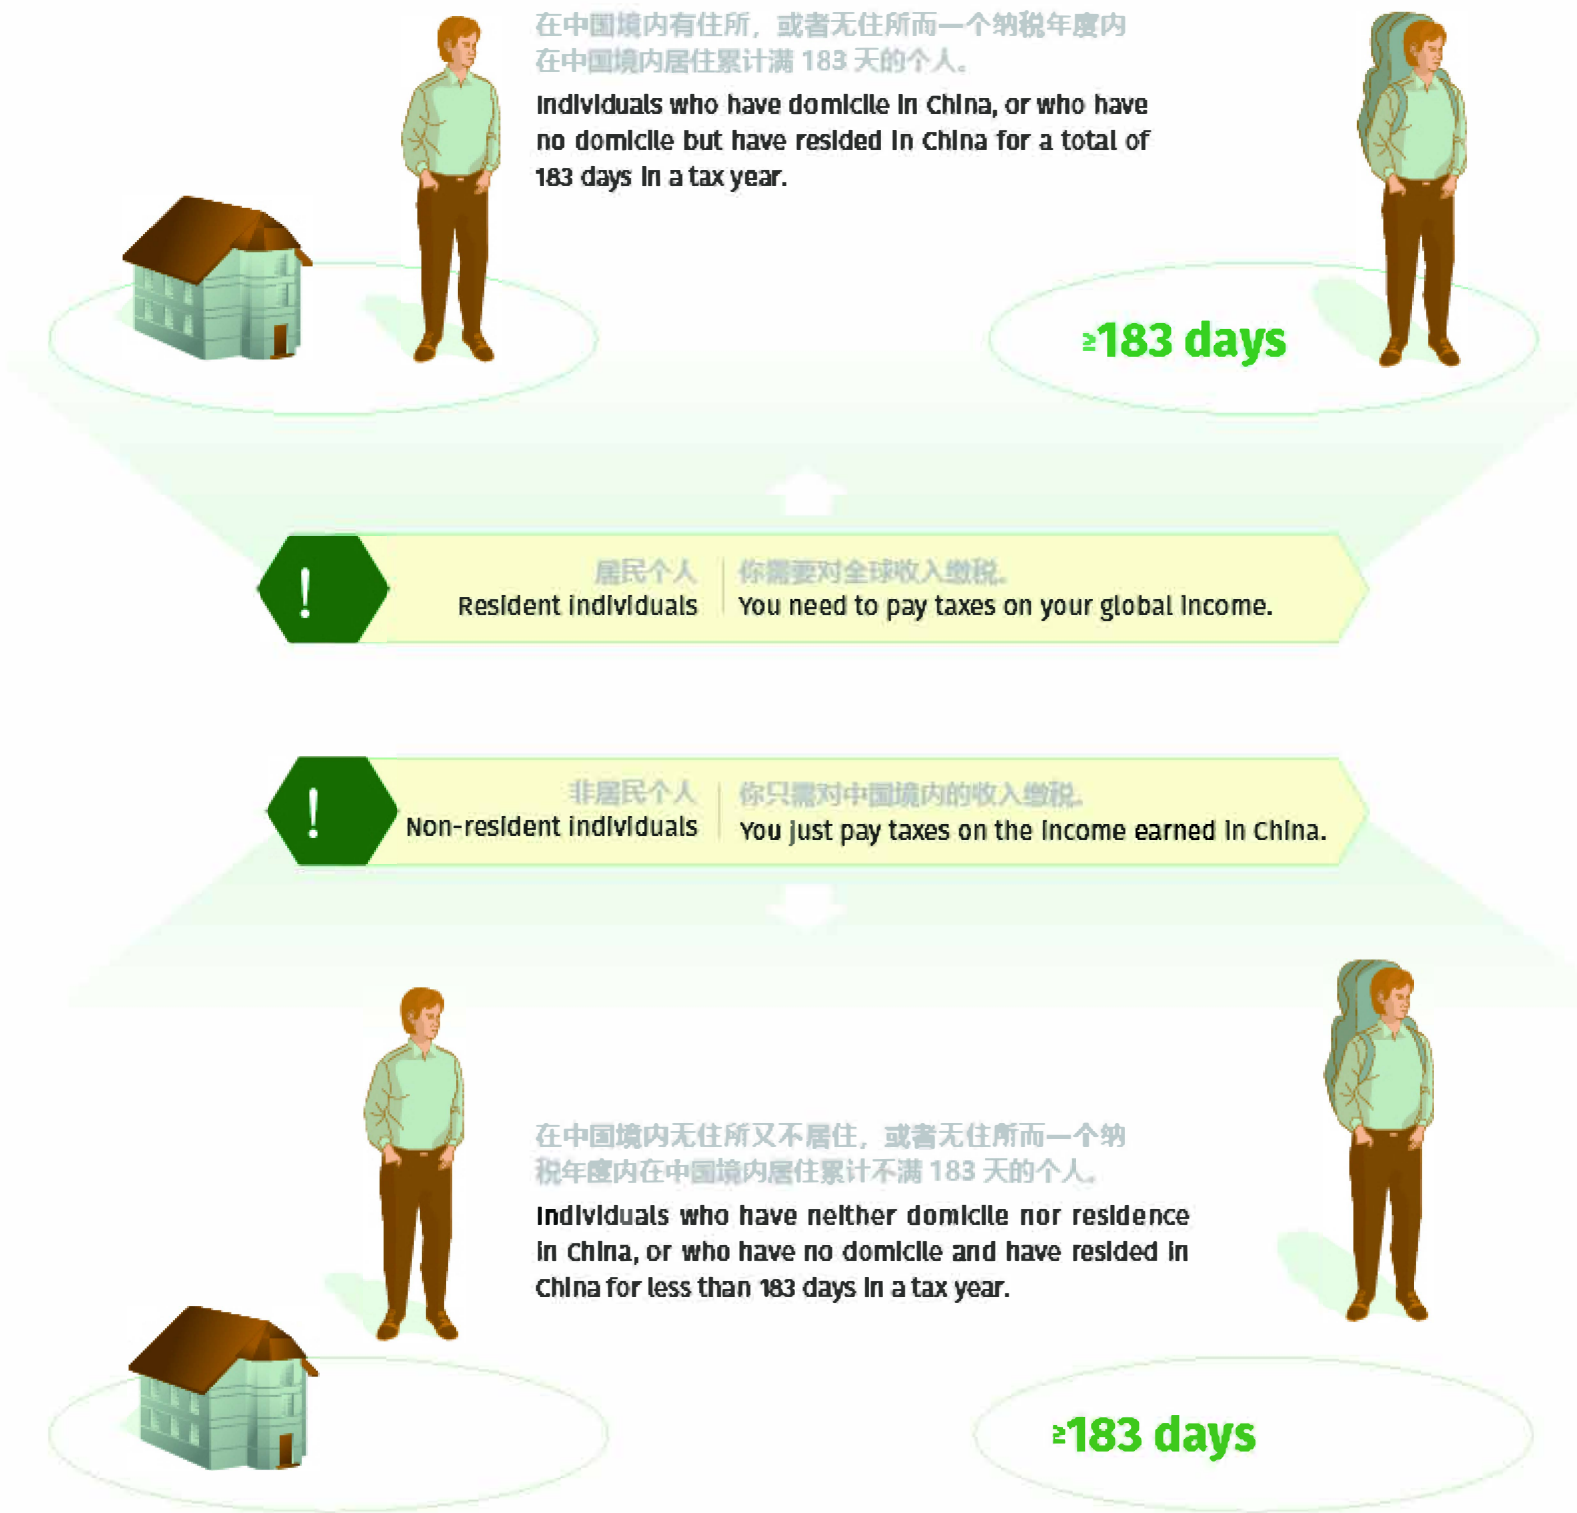 在中国境内有住所，或者无住所而一个纳税年度内
在中国境内居住累计满 183 天的个人。
Individuals who have domicile in China, or who have
no domicile but have resided in China for a total of
183 days in a tax year.
≥183 days
!
居民个人
Resident individuals
你需要对全球收入缴税。
You need to pay taxes on your global income.
!
非居民个人
Non-resident individuals
你只需对中国境内的收入缴税。
You just pay taxes on the income earned in China.
在中国境内无住所又不居住，或者无住所而一个纳
税年度内在中国境内居住累计不满 183 天的个人。
Individuals who have neither domicile nor residence
in China, or who have no domicile and have resided in
China for less than 183 days in a tax year.
≥183 days